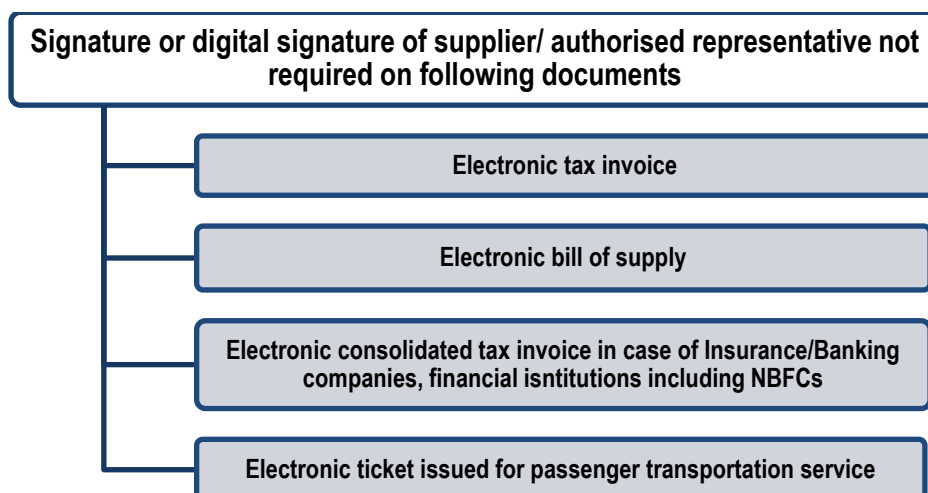 Signature or digital signature of supplier/ authorised representative not
required on following documents
Electronic tax invoice
Electronic bill of supply
Electronic consolidated tax invoice in case of Insurance/Banking
companies, financial isntitutions including NBFCs
Electronic ticket issued for passenger transportation service